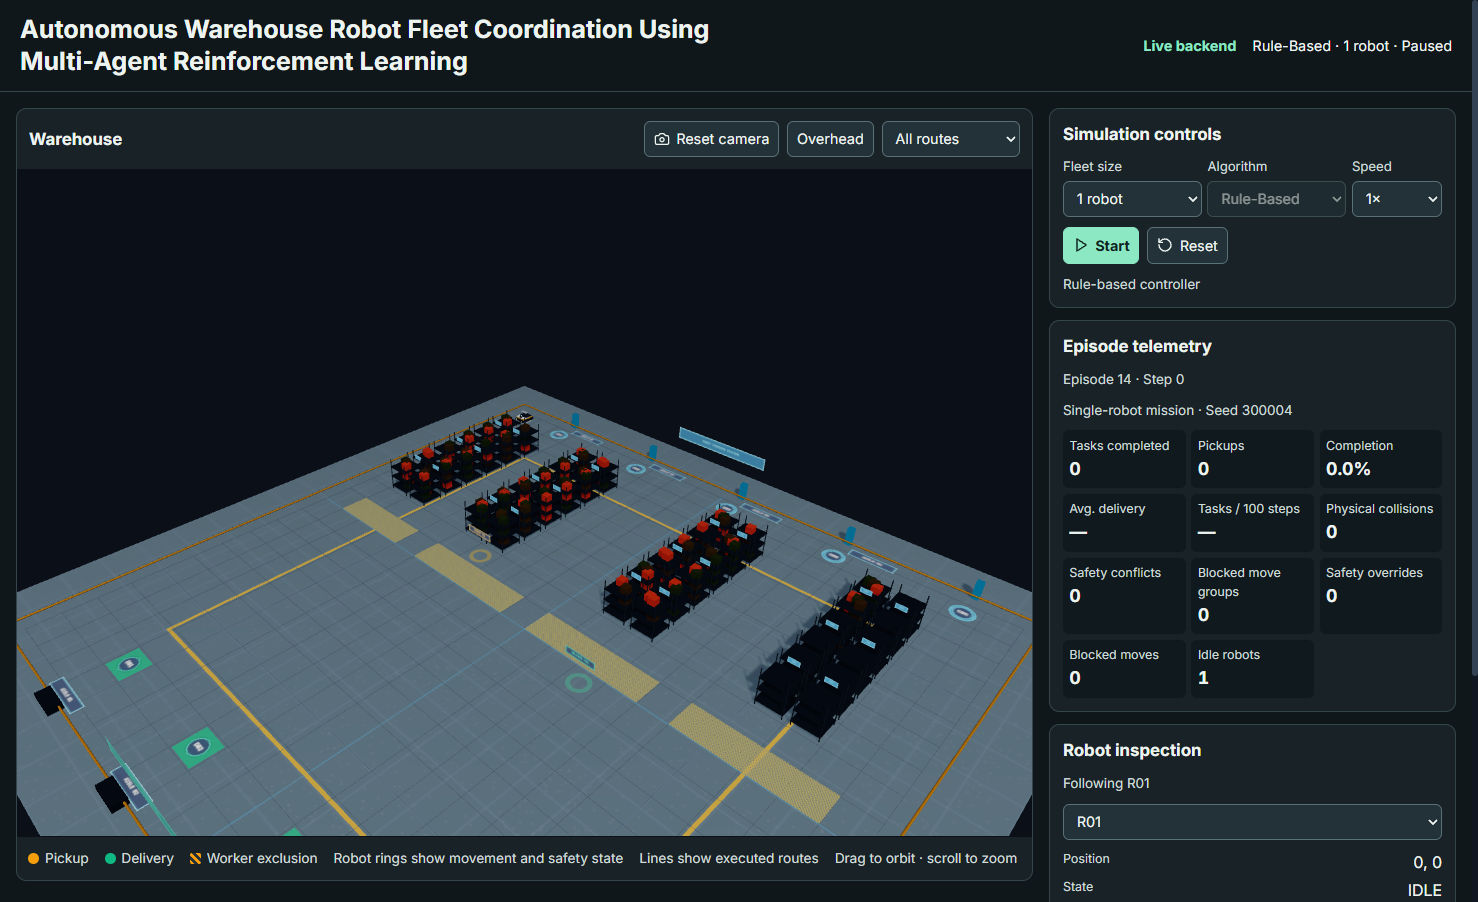 Autonomous Warehouse Robot Fleet Coordination Using
Multi-Agent Reinforcement Learning
Live backend
Rule-Based · 1 robot · Paused
Warehouse
Reset camera
Overhead
All routes
Pickup
Delivery
Worker exclusion
Robot rings show movement and safety state
Lines show executed routes
Drag to orbit · scroll to zoom
Simulation controls
Fleet size
Algorithm
Speed
1 robot
Rule-Based
1×
Start
Reset
Rule-based controller
Episode telemetry
Episode 14 · Step 0
Single-robot mission · Seed 300004
Tasks completed
0
Pickups
0
Completion
0.0%
Avg. delivery
—
Tasks / 100 steps
—
Physical collisions
0
Safety conflicts
0
Blocked move
groups
0
Safety overrides
0
Blocked moves
0
Idle robots
1
Robot inspection
Following R01
R01
Position
0, 0
State
IDLE